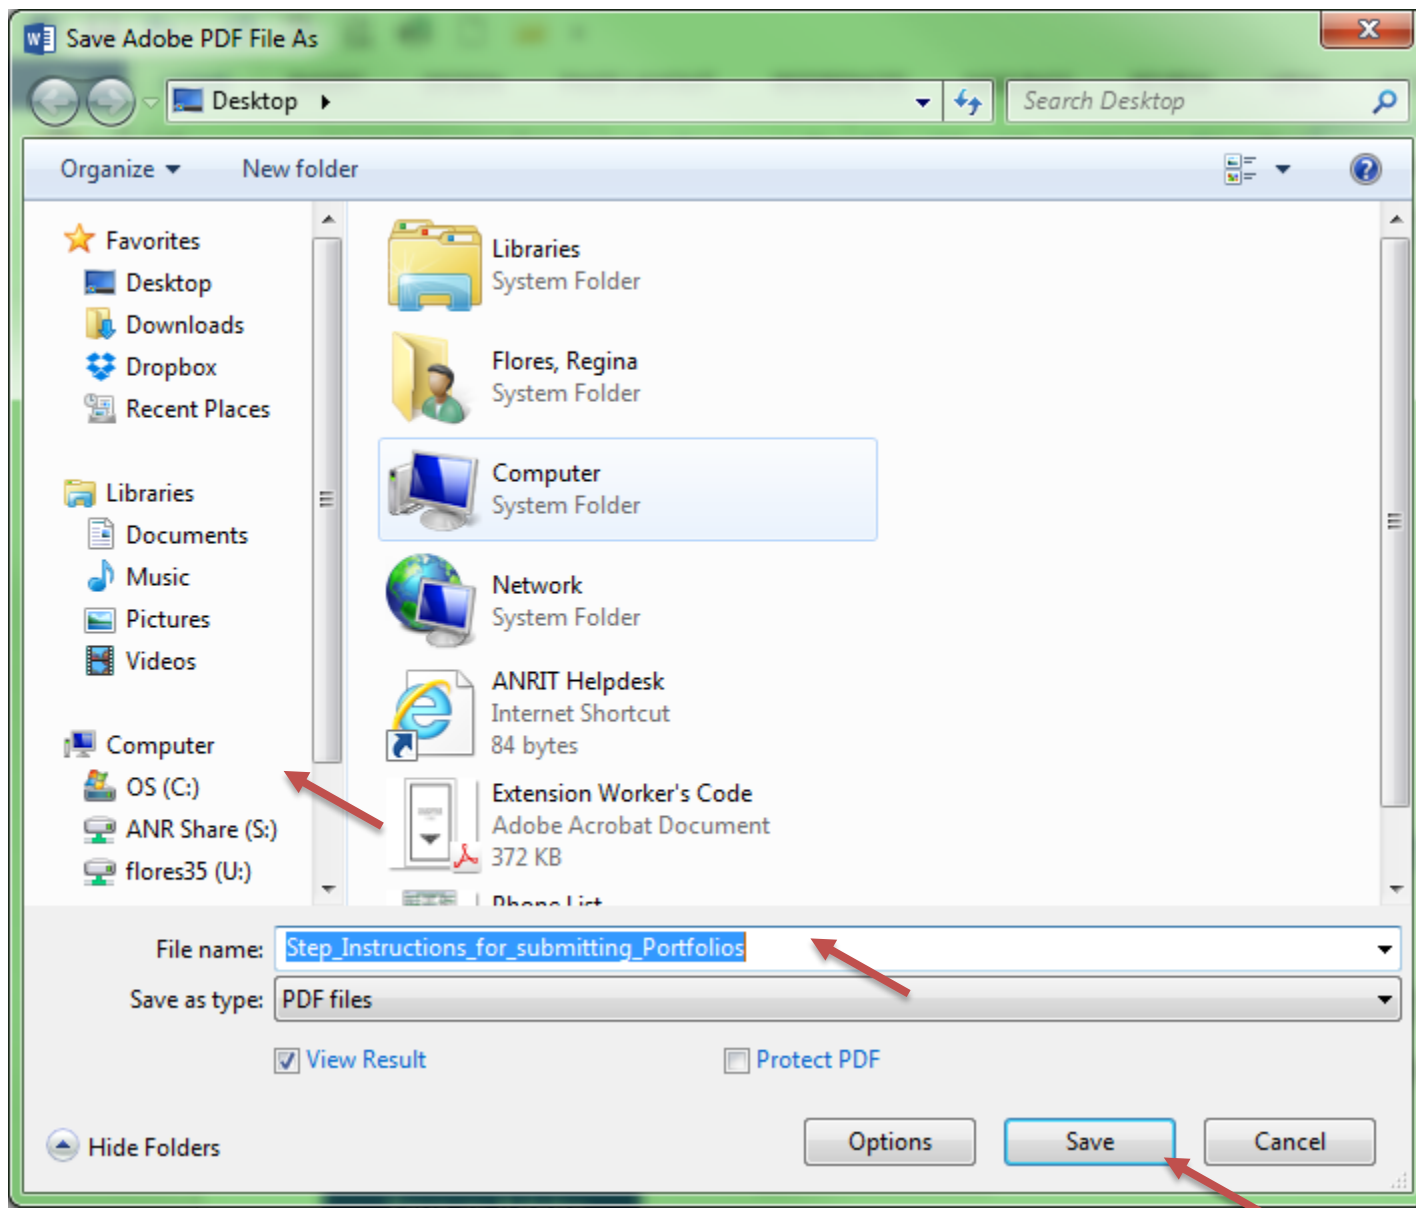 Save Adobe PDF File As
Desktop
Search Desktop
Organize
New folder
Favorites
Desktop
Downloads
Dropbox
Recent Places
Libraries
Documents
Music
Pictures
Videos
Computer
OS (C:)
ANR Share (S:)
flores35 (U:)
Libraries
System Folder
Flores, Regina
System Folder
Computer
System Folder
Network
System Folder
ANRIT Helpdesk
Internet Shortcut
84 bytes
Extension Worker's Code
Adobe Acrobat Document
372 KB
Phone List
File name: Step_Instructions_for_submitting_Portfolios
Save as type: PDF files
View Result
Protect PDF
Hide Folders
Options
Save
Cancel